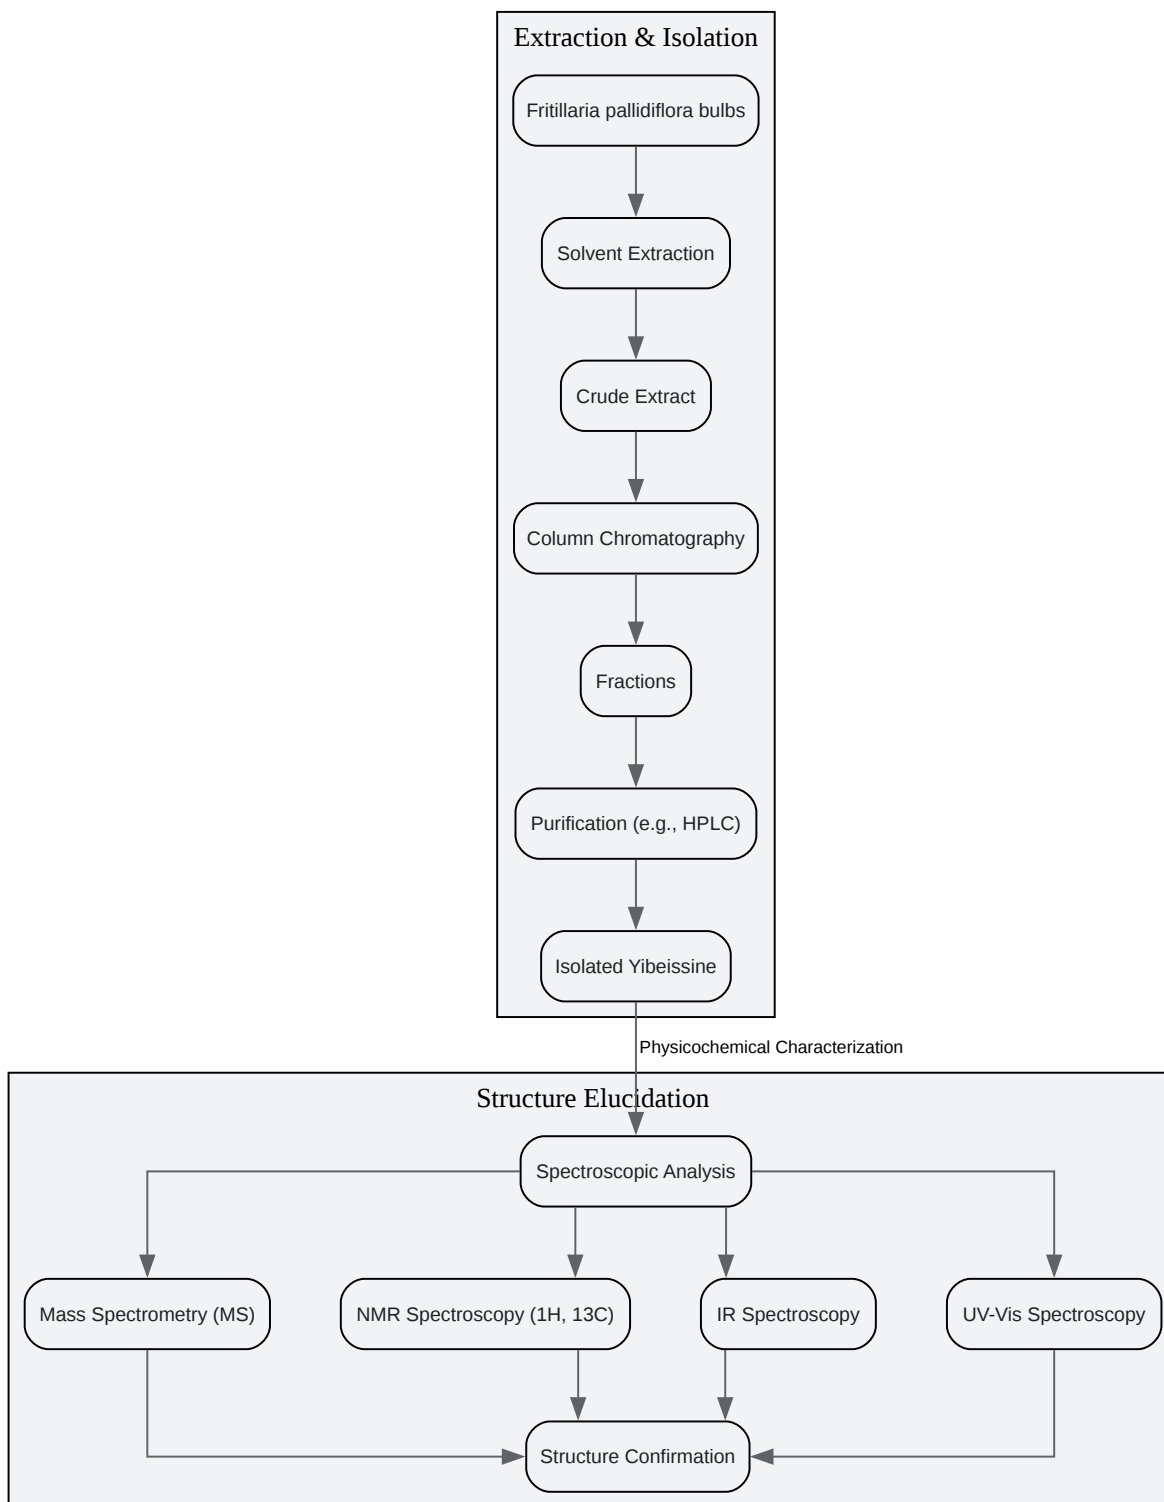 Extraction & Isolation
Fritillaria pallidiflora bulbs
Solvent Extraction
Crude Extract
Column Chromatography
Fractions
Purification (e.g., HPLC)
Isolated Yibeissine
Physicochemical Characterization
Structure Elucidation
Spectroscopic Analysis
Mass Spectrometry (MS)
NMR Spectroscopy (1H, 13C)
IR Spectroscopy
UV-Vis Spectroscopy
Structure Confirmation